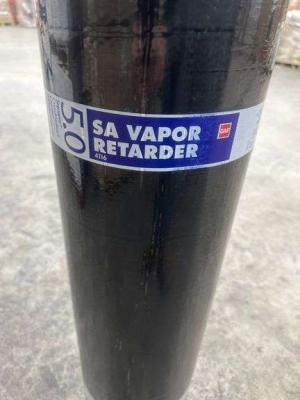 5.0
SA VAPOR
RETARDER
4116
GAF